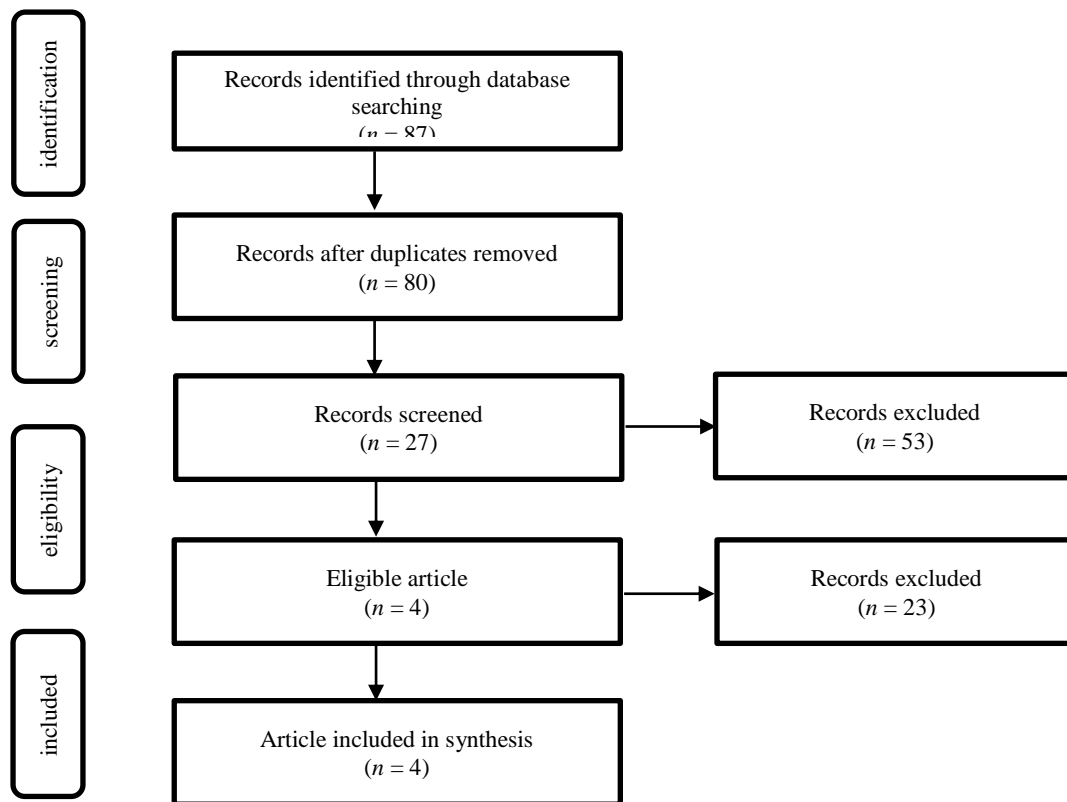 identification
Records identified through database
searching
(n = 87)
screening
Records after duplicates removed
(n = 80)
Records screened
(n = 27)
Records excluded
(n = 53)
eligibility
Eligible article
(n = 4)
Records excluded
(n = 23)
included
Article included in synthesis
(n = 4)